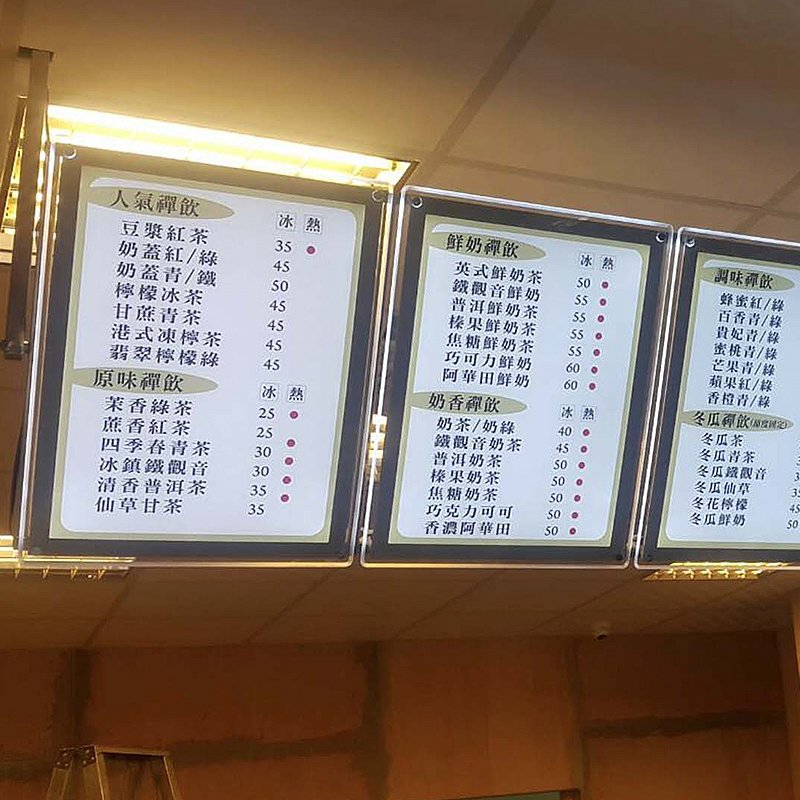 人氣禪飲 冰 熱
豆漿紅茶 35 ●
奶蓋紅/綠 45
奶蓋青/鐵 50
檸檬冰茶 45
甘蔗青茶 45
港式凍檸茶 45
翡翠檸檬綠 45
原味禪飲 冰 熱
茉香綠茶 25 ●
蔗香紅茶 25
四季春青茶 30 ●
冰鎮鐵觀音 30 ●
清香普洱茶 35 ●
仙草甘茶 35 ●
鮮奶禪飲 冰 熱
英式鮮奶茶 50 ●
鐵觀音鮮奶 55 ●
普洱鮮奶茶 55 ●
榛果鮮奶茶 55 ●
焦糖鮮奶茶 55 ●
巧可力鮮奶 60 ●
阿華田鮮奶 60 ●
奶香禪飲 冰 熱
奶茶/奶綠 40 ●
鐵觀音奶茶 45 ●
普洱奶茶 50 ●
榛果奶茶 50 ●
焦糖奶茶 50 ●
巧克力可可 50 ●
香濃阿華田 50 ●
調味禪飲
蜂蜜紅/綠
百香青/綠
貴妃青/綠
蜜桃青/綠
芒果青/綠
蘋果紅/綠
香橙青/綠
冬瓜禪飲(甜度固定)
冬瓜茶
冬瓜青茶
冬瓜鐵觀音
冬瓜仙草
冬花檸檬
冬瓜鮮奶 50